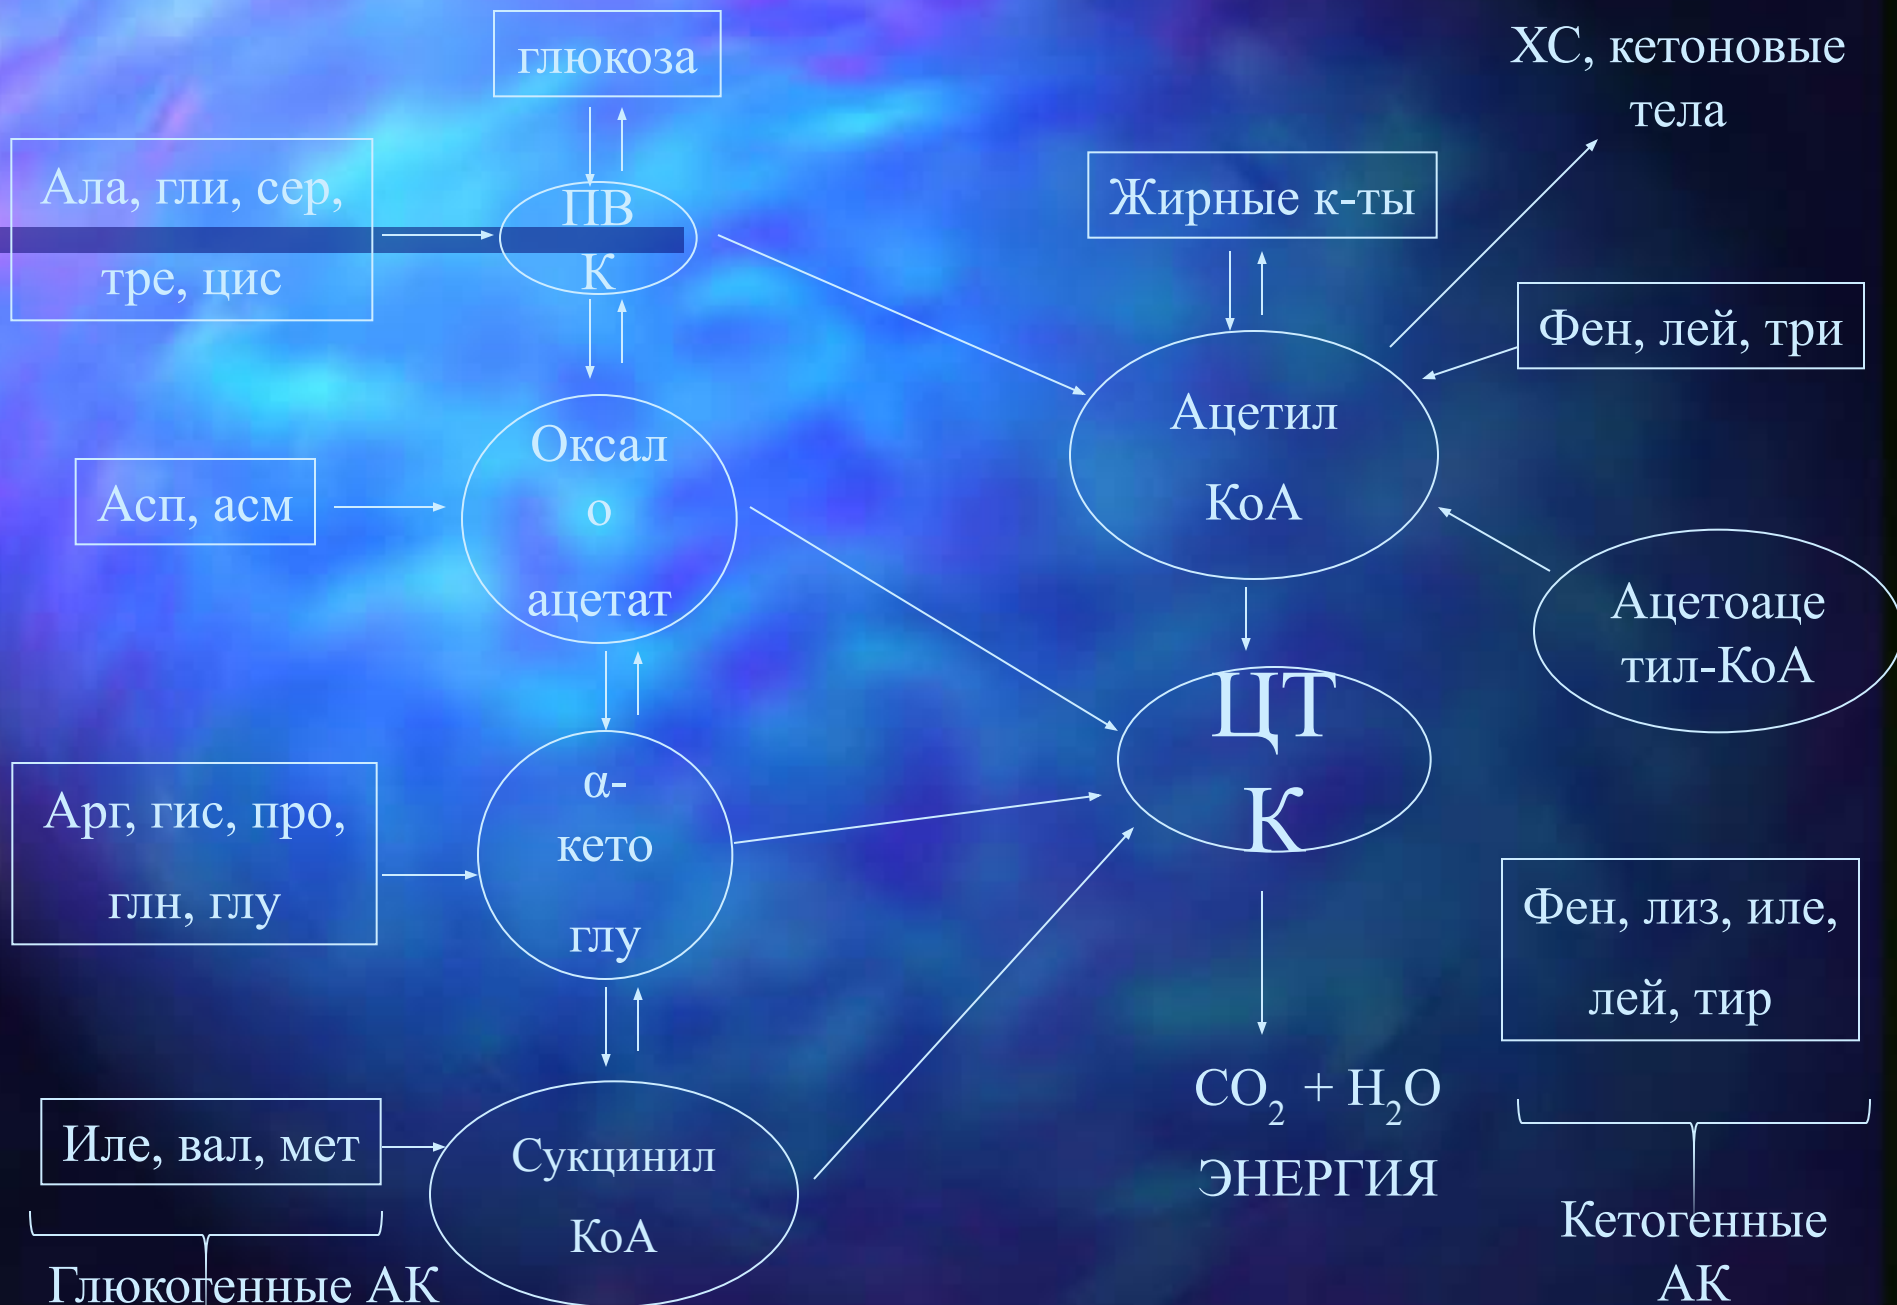 глюкоза
ХС, кетоновые
тела
Ала, гли, сер,
тре, цис
ПВ
К
Жирные к-ты
Фен, лей, три
Оксал
о
ацетат
Ацетил
КоА
Асп, асм
Ацетоаце
тил-КоА
ЦТ
К
α-
кето
глу
Арг, гис, про,
глн, глу
Фен, лиз, иле,
лей, тир
CO₂ + H₂O
ЭНЕРГИЯ
Иле, вал, мет
Сукцинил
КоА
Кетогенные
АК
Глюкогенные АК